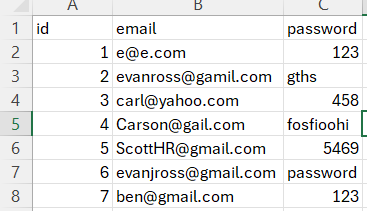 A B C
1 id email password
2 1 e@e.com 123
3 2 evanross@gamil.com gths
4 3 carl@yahoo.com 458
5 4 Carson@gail.com fosfioohi
6 5 ScottHR@gmail.com 5469
7 6 evanjross@gmail.com password
8 7 ben@gmail.com 123